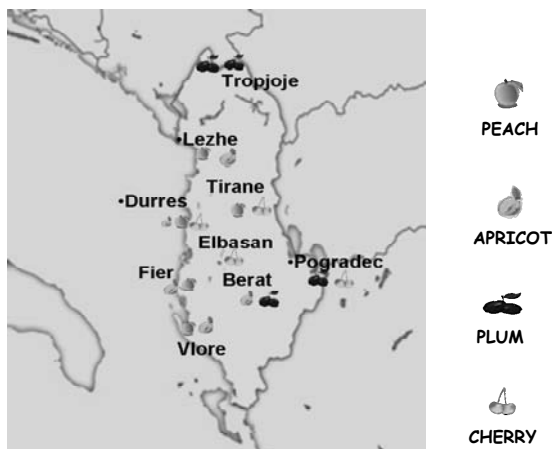 Tropjoje
•Lezhe
Tirane
•Durres
Elbasan
Fier
Berat
•Pogradec
Vlore
PEACH
APRICOT
PLUM
CHERRY